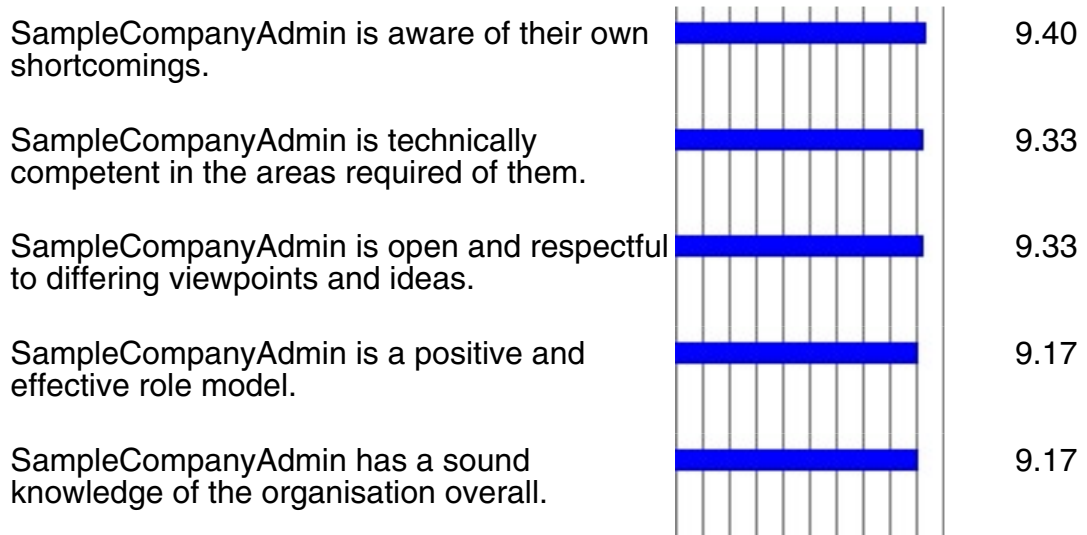 SampleCompanyAdmin is aware of their own 9.40
shortcomings.
SampleCompanyAdmin is technically 9.33
competent in the areas required of them.
SampleCompanyAdmin is open and respectful 9.33
to differing viewpoints and ideas.
SampleCompanyAdmin is a positive and 9.17
effective role model.
SampleCompanyAdmin has a sound 9.17
knowledge of the organisation overall.